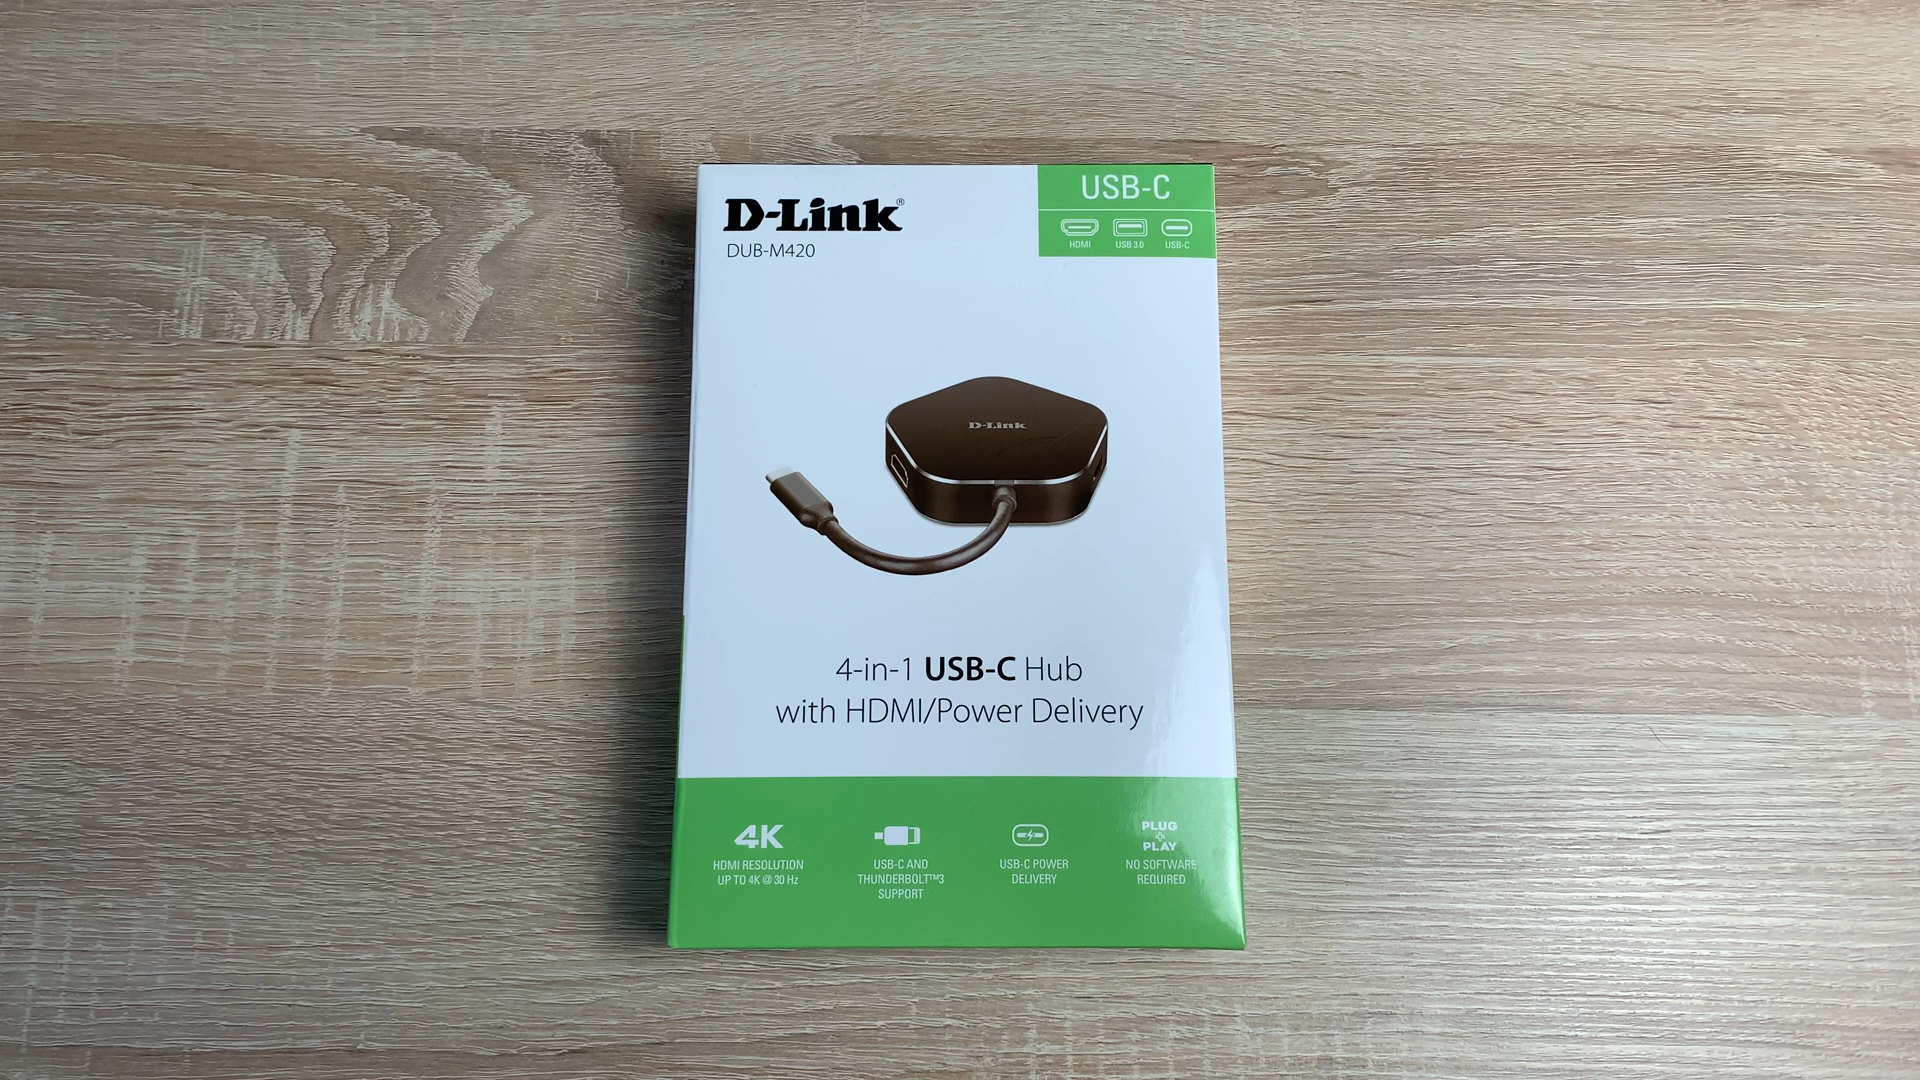 D-Link®
DUB-M420
USB-C
HDMI
USB 3.0
USB-C
D-Link
4-in-1 USB-C Hub
with HDMI/Power Delivery
4K
HDMI RESOLUTION
UP TO 4K @ 30 Hz
USB-C AND
THUNDERBOLT™3
SUPPORT
USB-C POWER
DELIVERY
PLUG
+
PLAY
NO SOFTWARE
REQUIRED